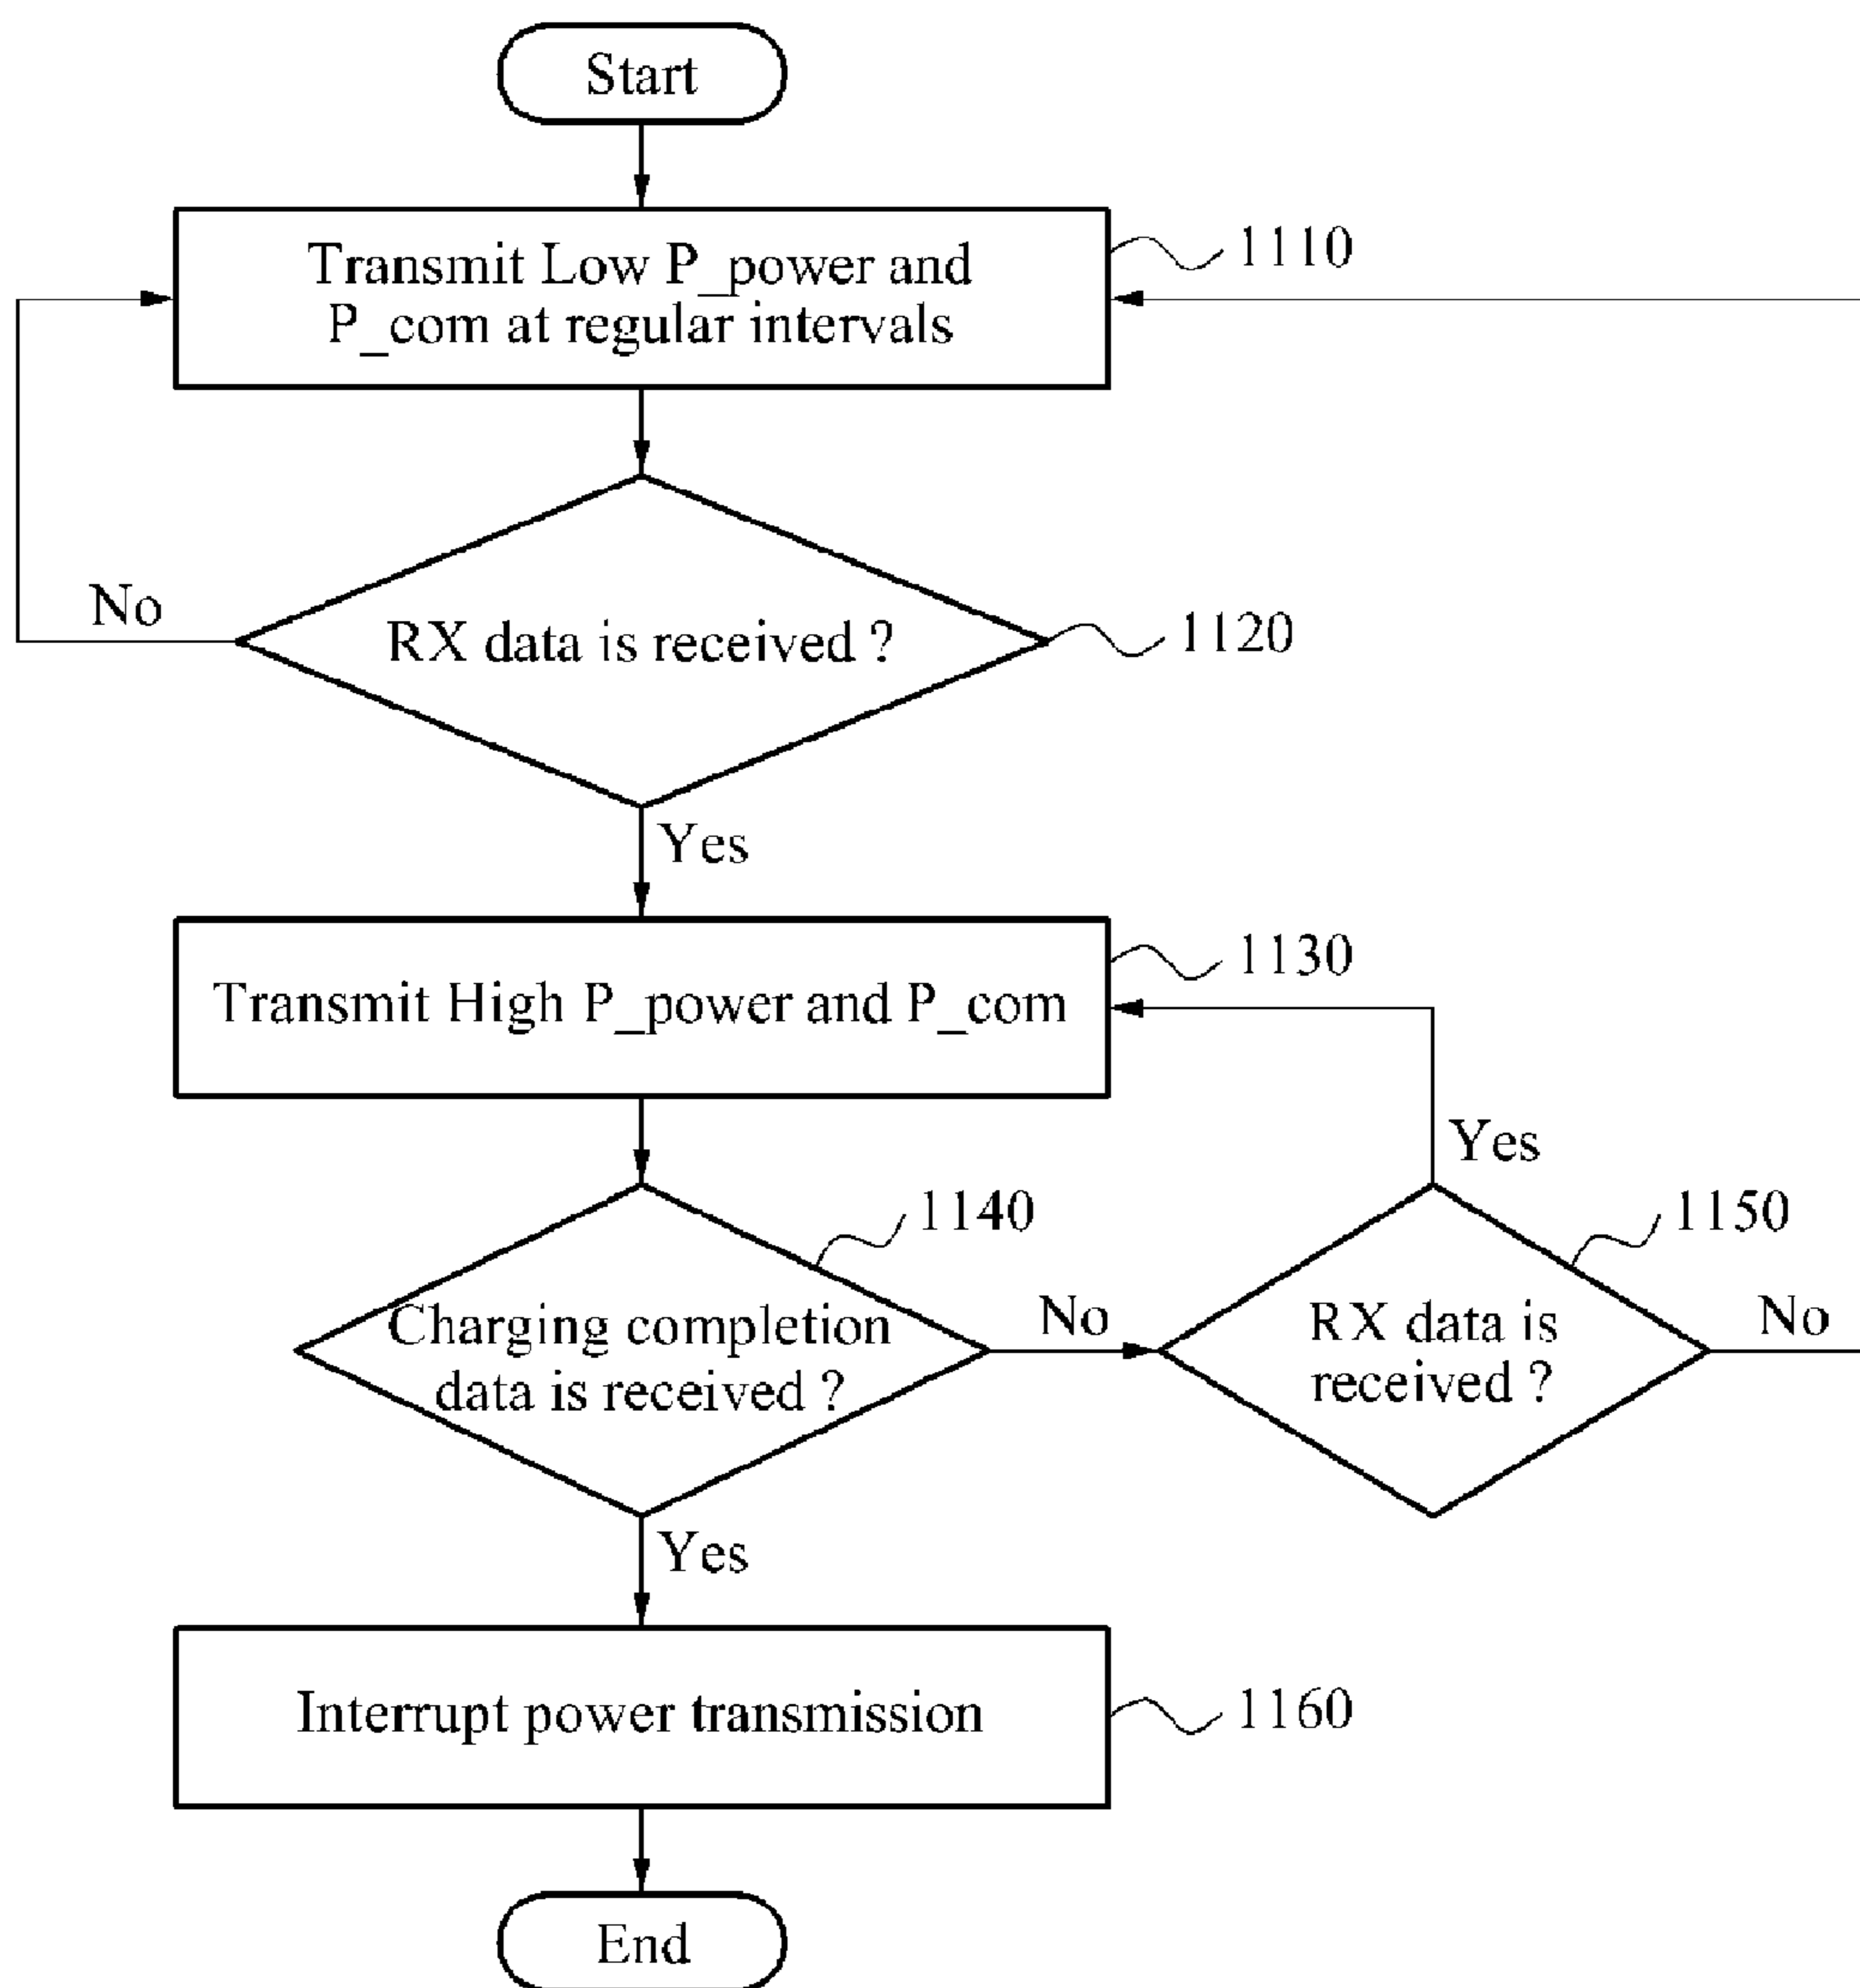 Start
Transmit Low P_power and
P_com at regular intervals
1110
No
RX data is received ?
1120
Yes
Transmit High P_power and P_com
1130
Yes
1140
1150
Charging completion
data is received ?
No
RX data is
received ?
No
Yes
Interrupt power transmission
1160
End